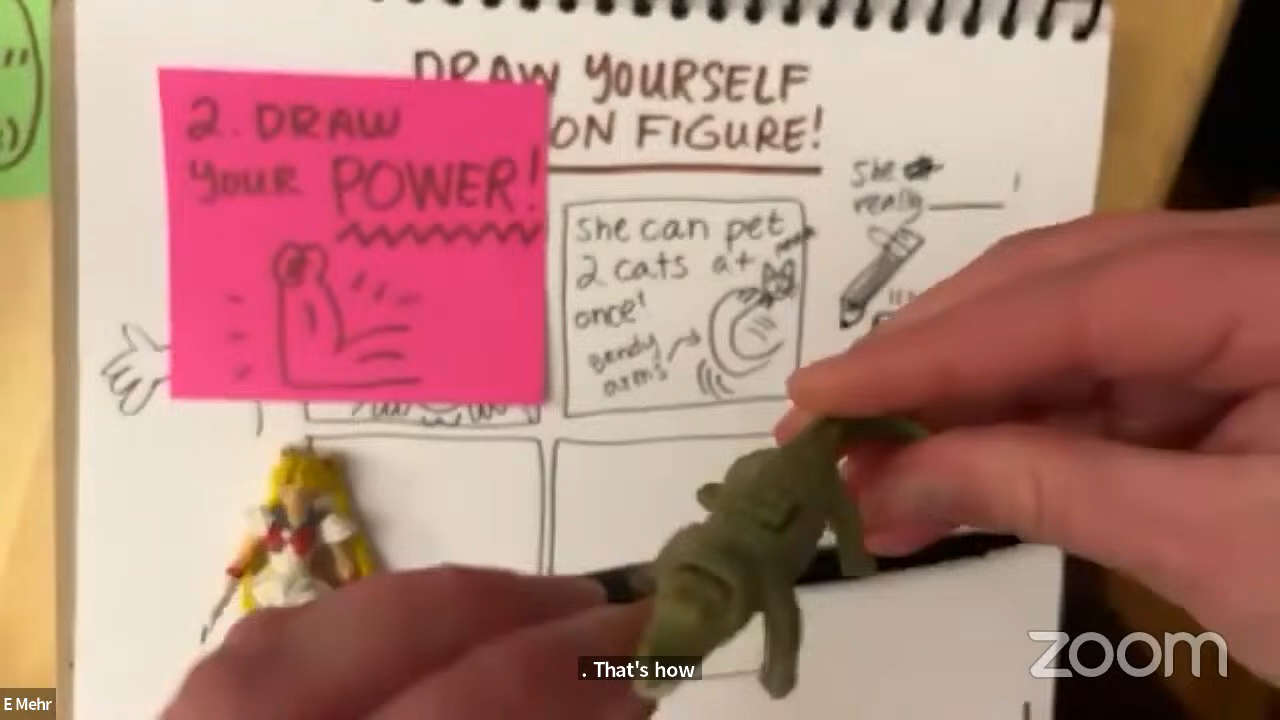 DRAW YOURSELF
ON FIGURE!
2. DRAW
YOUR POWER!
She
really
she can pet
2 cats at
once!
Bendy
arms
. That's how
zoom
E Mehr